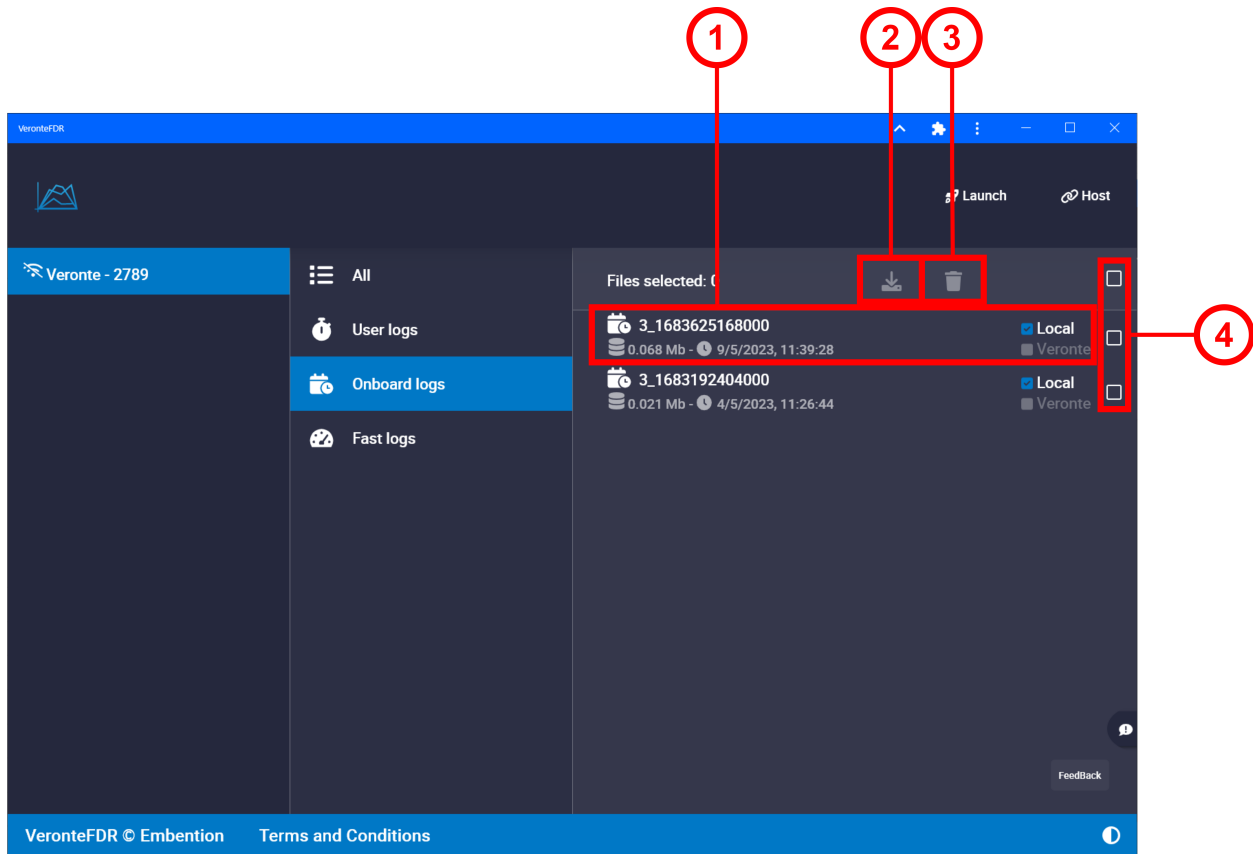 1
2
3
VeronteFDR
Launch
Host
Veronte - 2789
All
Files selected: 0
User logs
3_1683625168000
Local
0.068 Mb - 9/5/2023, 11:39:28
Veronte
4
Onboard logs
3_1683192404000
Local
0.021 Mb - 4/5/2023, 11:26:44
Veronte
Fast logs
FeedBack
VeronteFDR © Embention
Terms and Conditions